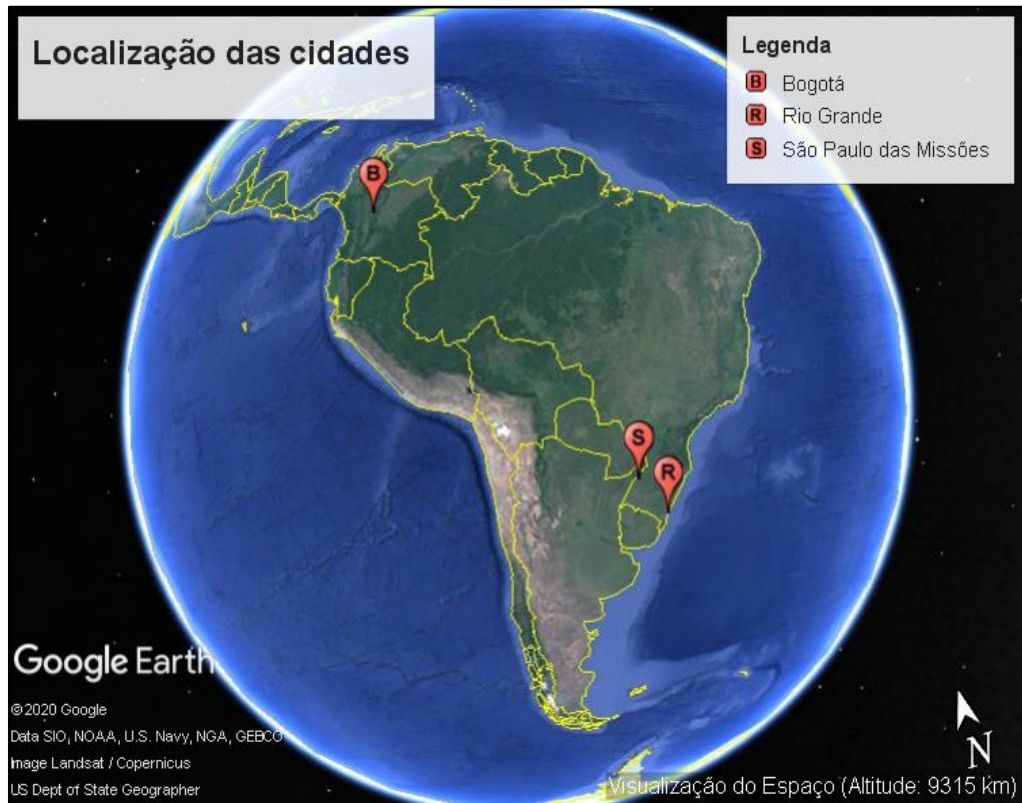 Localização das cidades
Legenda
B Bogotá
R Rio Grande
S São Paulo das Missões
B
S
R
Google Earth
©2020 Google
Data SIO, NOAA, U.S. Navy, NGA, GEBCO
Image Landsat / Copernicus
US Dept of State Geographer
N
Visualização do Espaço (Altitude: 9315 km)